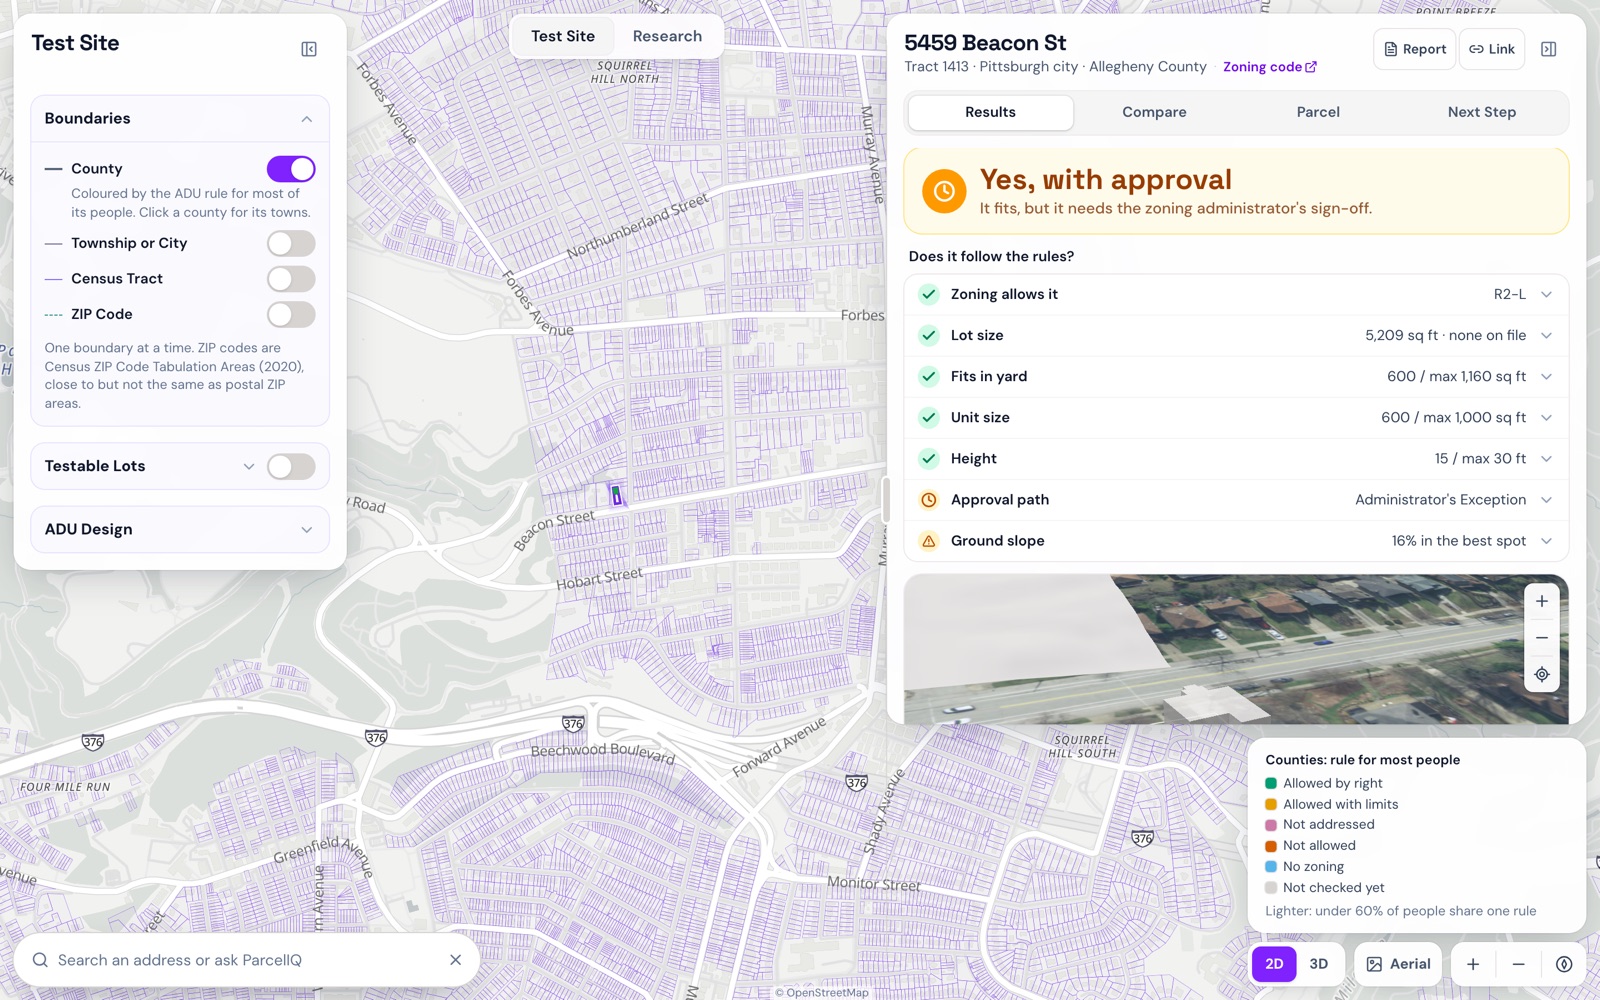 Test Site
Boundaries
County
Coloured by the ADU rule for most of
its people. Click a county for its towns.
Township or City
Census Tract
ZIP Code
One boundary at a time. ZIP codes are
Census ZIP Code Tabulation Areas (2020),
close to but not the same as postal ZIP
areas.
Testable Lots
ADU Design
Test Site
Research
5459 Beacon St
Tract 1413 · Pittsburgh city · Allegheny County · Zoning code
Report
Link
Results
Compare
Parcel
Next Step
Yes, with approval
It fits, but it needs the zoning administrator's sign-off.
Does it follow the rules?
Zoning allows it
R2-L
Lot size
5,209 sq ft · none on file
Fits in yard
600 / max 1,160 sq ft
Unit size
600 / max 1,000 sq ft
Height
15 / max 30 ft
Approval path
Administrator's Exception
Ground slope
16% in the best spot
Counties: rule for most people
Allowed by right
Allowed with limits
Not addressed
Not allowed
No zoning
Not checked yet
Lighter: under 60% of people share one rule
2D
3D
Aerial
Search an address or ask ParcelIQ
© OpenStreetMap
SQUIRREL
HILL NORTH
POINT BREEZE
Forbes Avenue
Murray Avenue
Northumberland Street
Forbes Avenue
Forbes
Road
Beacon Street
Hobart Street
376
376
376
376
376
Beechwood Boulevard
Forward Avenue
SQUIRREL
HILL SOUTH
FOUR MILE RUN
Shady Avenue
Greenfield Avenue
Monitor Street